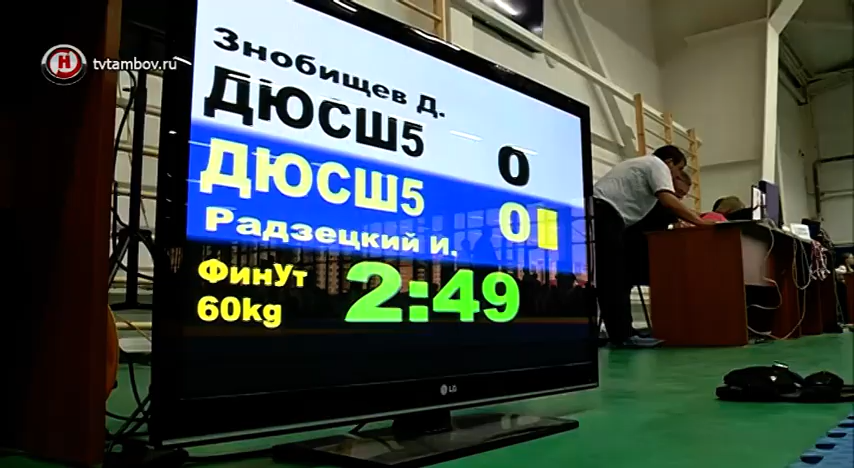 Н tvtambov.ru
Знобищев Д.
ДЮСШ5 0
ДЮСШ5 0
Радзецкий И.
ФинУт 2:49
60kg
LG